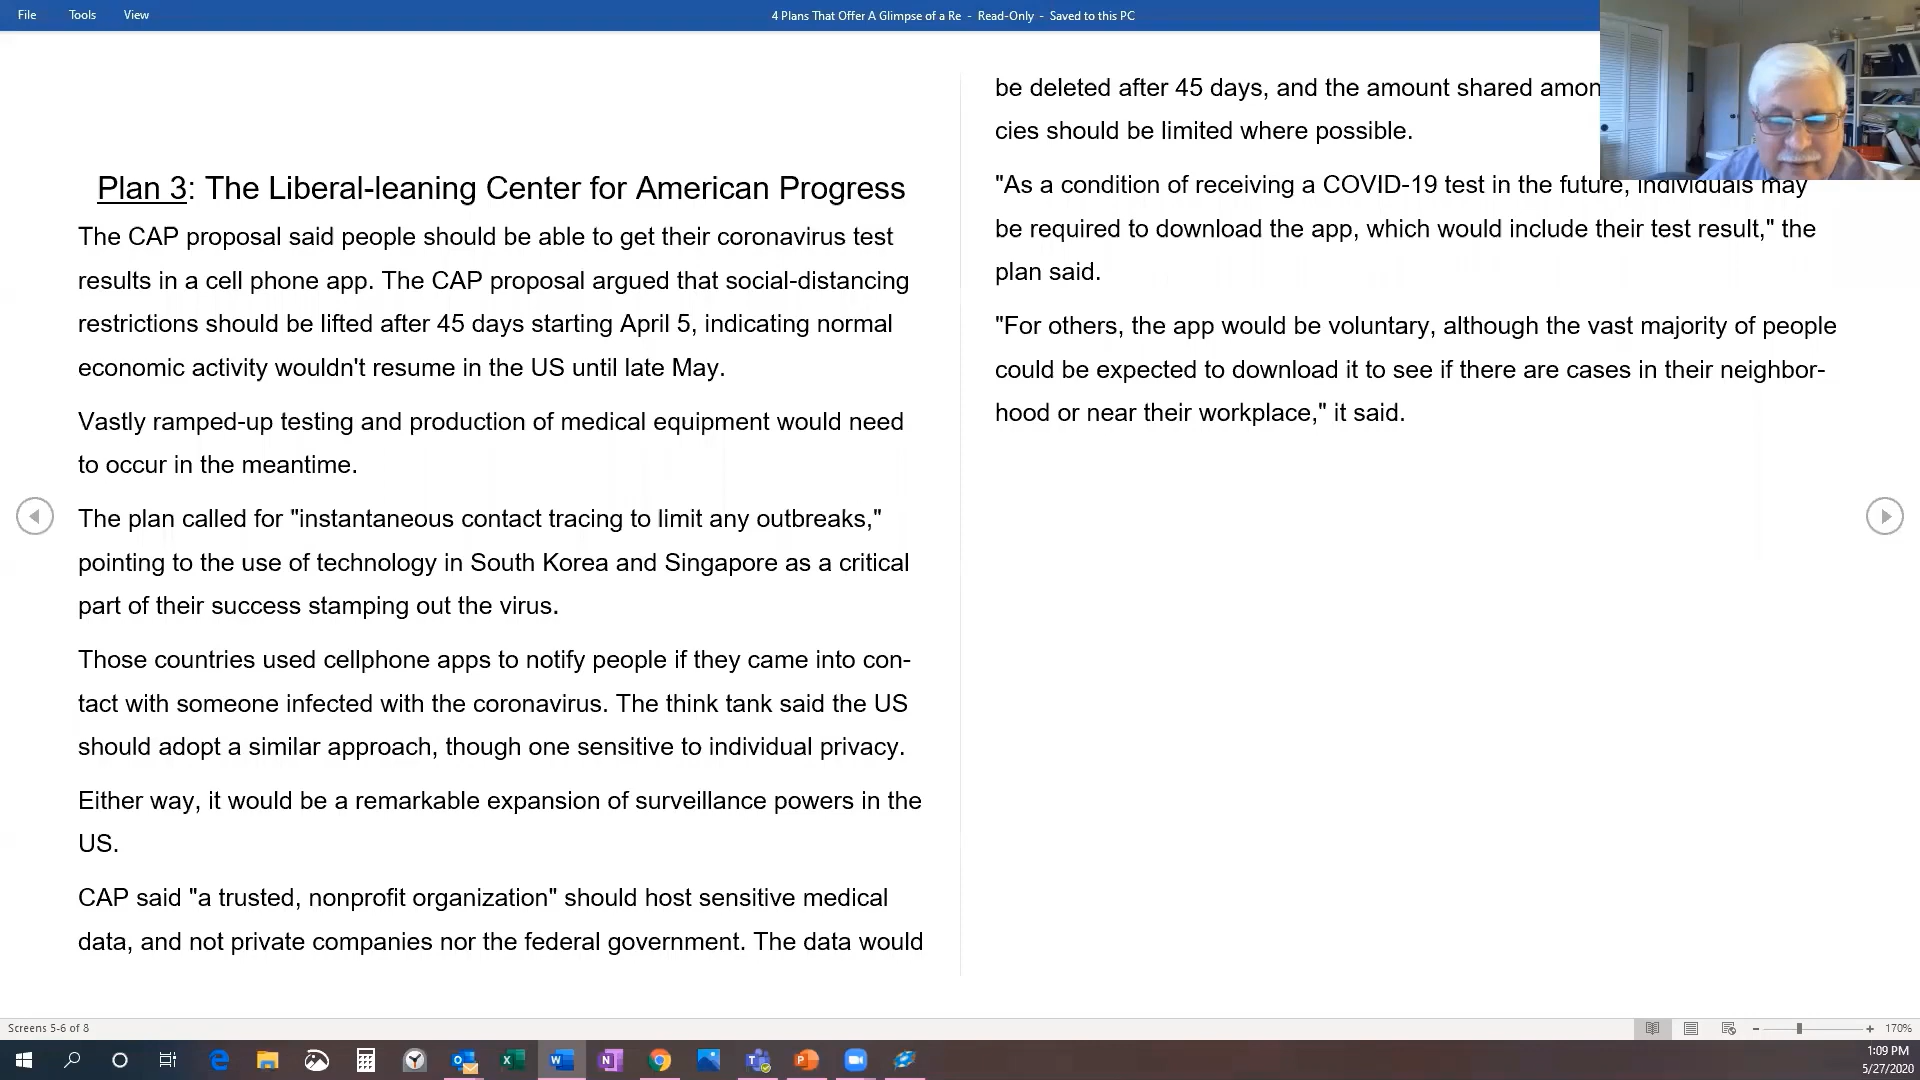 File Tools View
4 Plans That Offer A Glimpse of a Re - Read-Only - Saved to this PC
Plan 3: The Liberal-leaning Center for American Progress
The CAP proposal said people should be able to get their coronavirus test
results in a cell phone app. The CAP proposal argued that social-distancing
restrictions should be lifted after 45 days starting April 5, indicating normal
economic activity wouldn't resume in the US until late May.
Vastly ramped-up testing and production of medical equipment would need
to occur in the meantime.
The plan called for "instantaneous contact tracing to limit any outbreaks,"
pointing to the use of technology in South Korea and Singapore as a critical
part of their success stamping out the virus.
Those countries used cellphone apps to notify people if they came into con-
tact with someone infected with the coronavirus. The think tank said the US
should adopt a similar approach, though one sensitive to individual privacy.
Either way, it would be a remarkable expansion of surveillance powers in the
US.
CAP said "a trusted, nonprofit organization" should host sensitive medical
data, and not private companies nor the federal government. The data would
be deleted after 45 days, and the amount shared amon
cies should be limited where possible.
"As a condition of receiving a COVID-19 test in the future, individuals may
be required to download the app, which would include their test result," the
plan said.
"For others, the app would be voluntary, although the vast majority of people
could be expected to download it to see if there are cases in their neighbor-
hood or near their workplace," it said.
Screens 5-6 of 8
170%
1:09 PM
5/27/2020